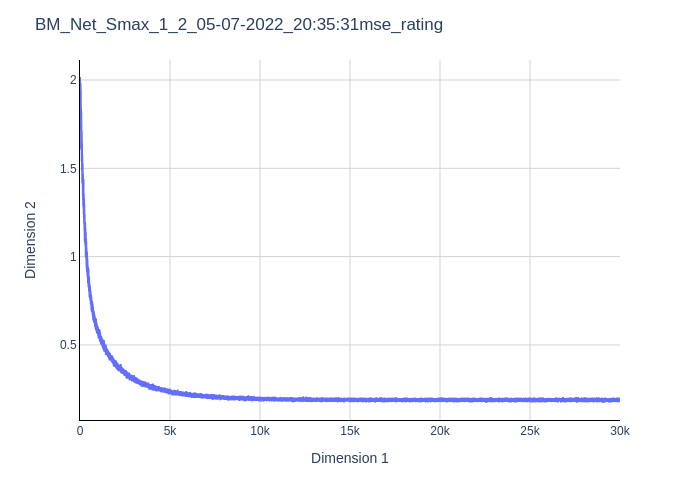 BM_Net_Smax_1_2_05-07-2022_20:35:31mse_rating
2
1.5
1
0.5
Dimension 2
0 5k 10k 15k 20k 25k 30k
Dimension 1